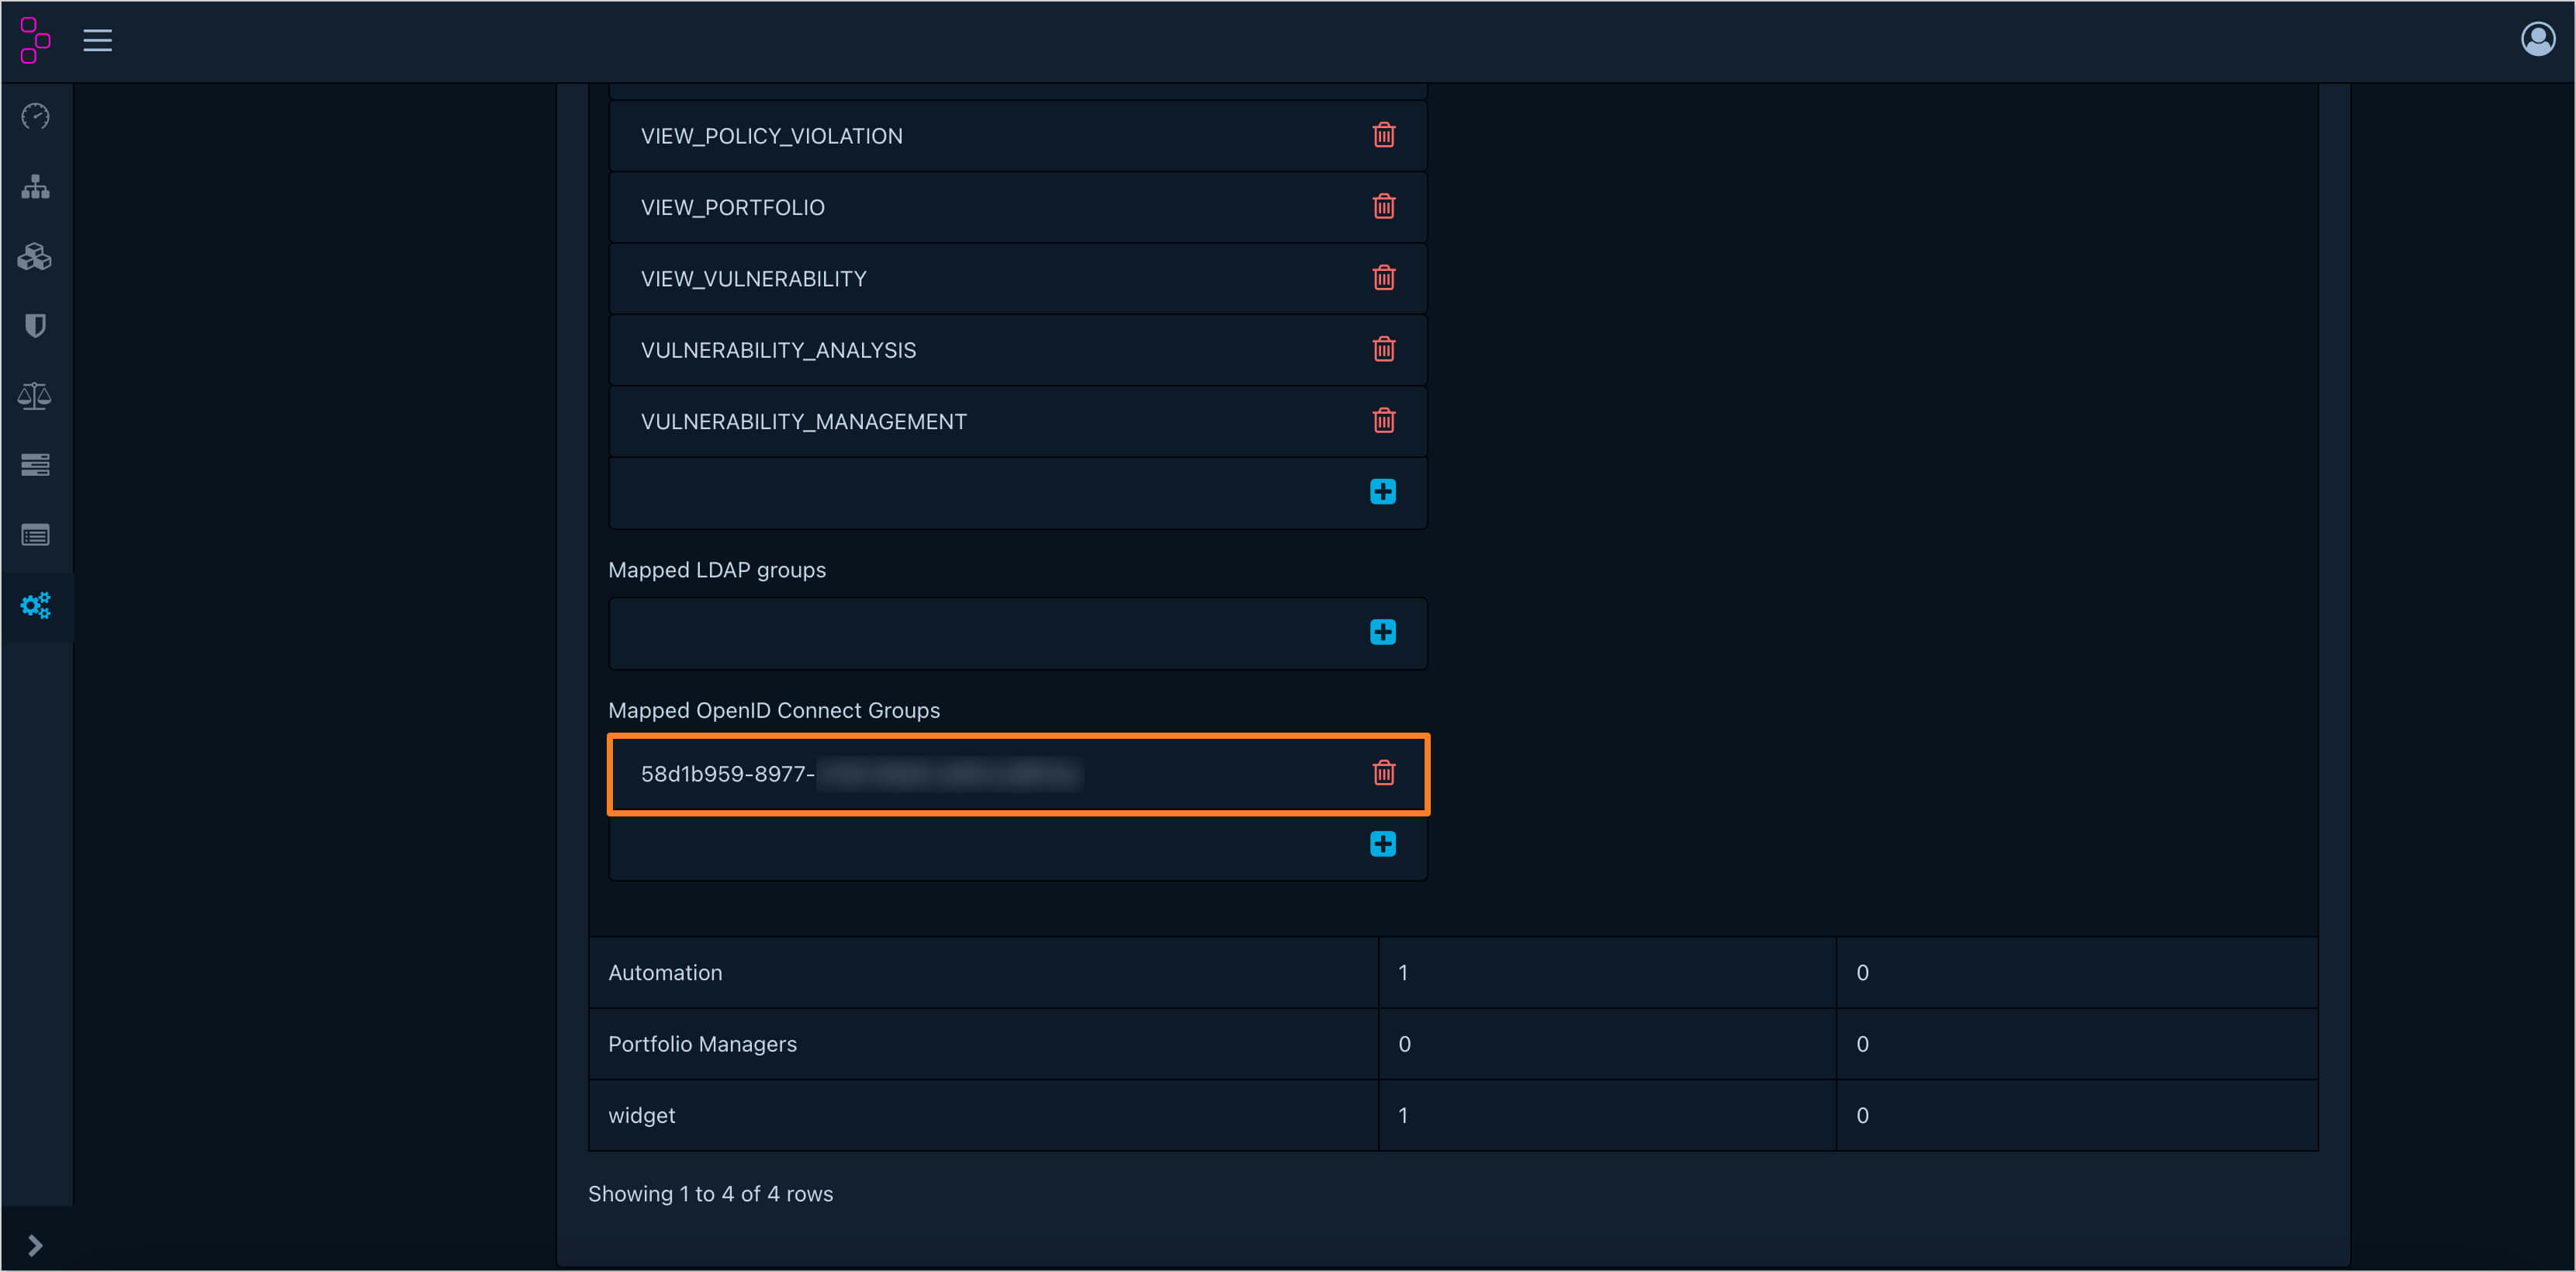 VIEW_POLICY_VIOLATION
VIEW_PORTFOLIO
VIEW_VULNERABILITY
VULNERABILITY_ANALYSIS
VULNERABILITY_MANAGEMENT
Mapped LDAP groups
Mapped OpenID Connect Groups
58d1b959-8977-
Automation 1 0
Portfolio Managers 0 0
widget 1 0
Showing 1 to 4 of 4 rows